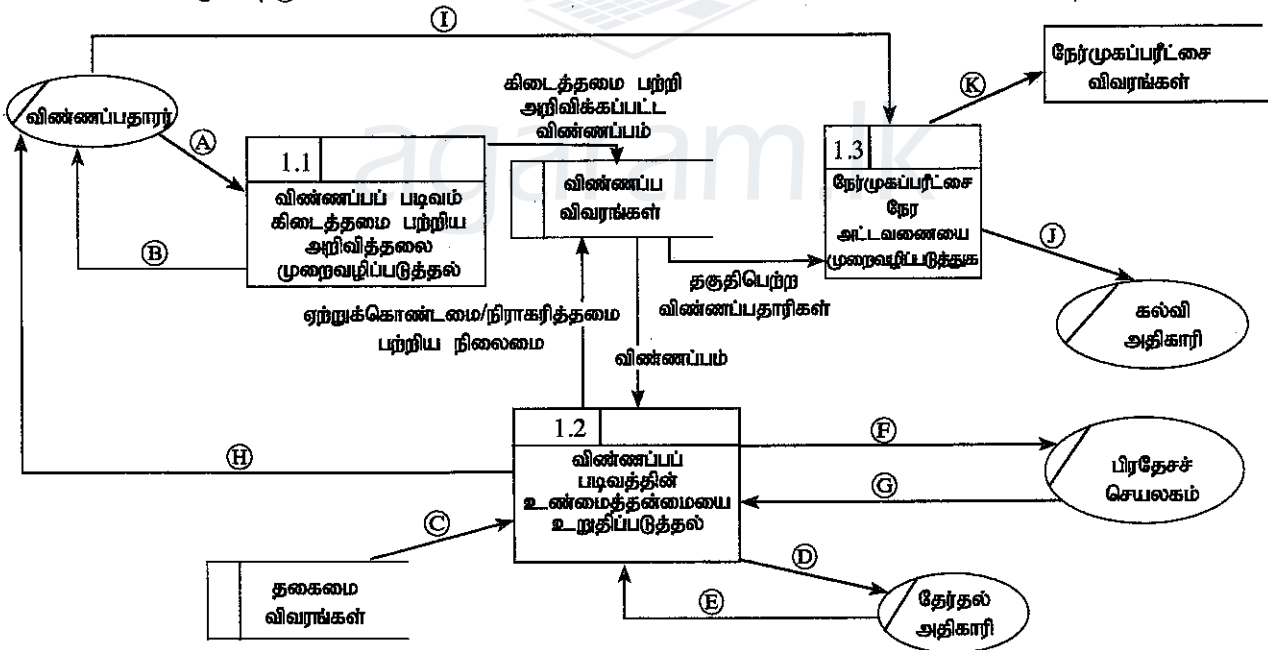 Ⓘ
விண்ணப்பதாரர்
Ⓐ
Ⓑ
1.1
விண்ணப்பப் படிவம்
கிடைத்தமை பற்றிய
அறிவித்தலை
முறைவழிப்படுத்தல்
கிடைத்தமை பற்றி
அறிவிக்கப்பட்ட
விண்ணப்பம்
விண்ணப்ப
விவரங்கள்
1.3
நேர்முகப்பரீட்சை
நேர
அட்டவணையை
முறைவழிப்படுத்துக
Ⓚ
நேர்முகப்பரீட்சை
விவரங்கள்
Ⓙ
கல்வி
அதிகாரி
தகுதிபெற்ற
விண்ணப்பதாரிகள்
ஏற்றுக்கொண்டமை/நிராகரித்தமை
பற்றிய நிலைமை
விண்ணப்பம்
1.2
விண்ணப்பப்
படிவத்தின்
உண்மைத்தன்மையை
உறுதிப்படுத்தல்
Ⓗ
Ⓕ
Ⓖ
பிரதேசச்
செயலகம்
Ⓒ
தகைமை
விவரங்கள்
Ⓓ
Ⓔ
தேர்தல்
அதிகாரி
agaram.lk